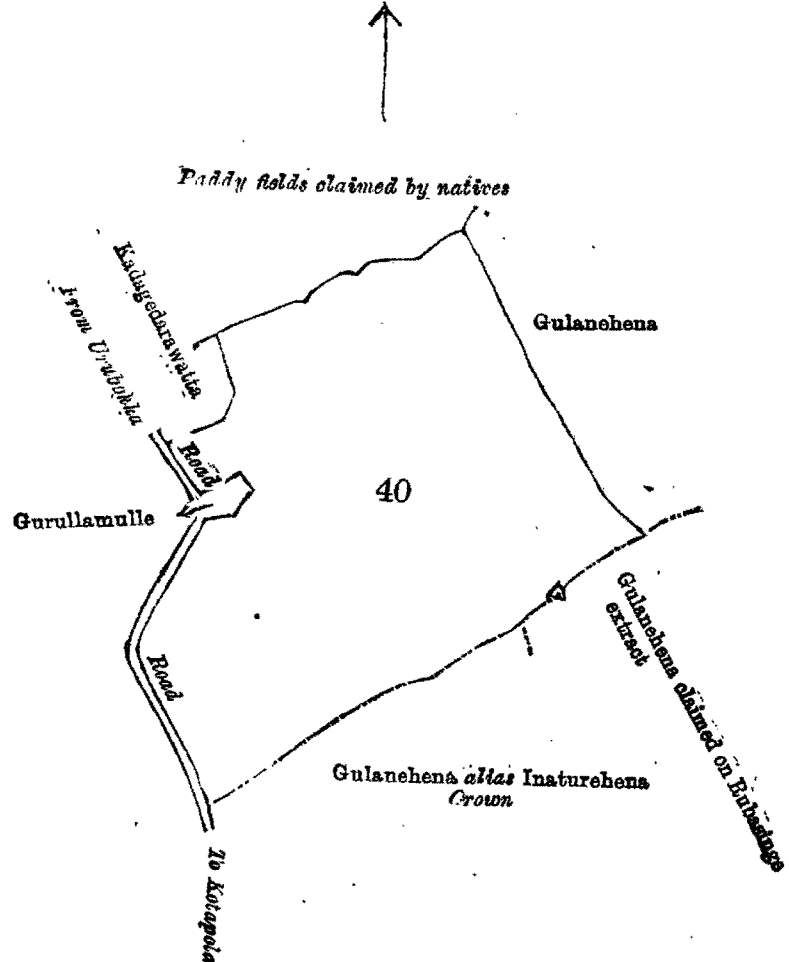 Paddy fields claimed by natives
Kadagedarawatta
From Urubokka
Gulanehena
Road
40
Gurullamulle
Gulanehena claimed on Rubasinge
extract
Road
Gulanehena alias Inaturehena
Crown
To Kotapola